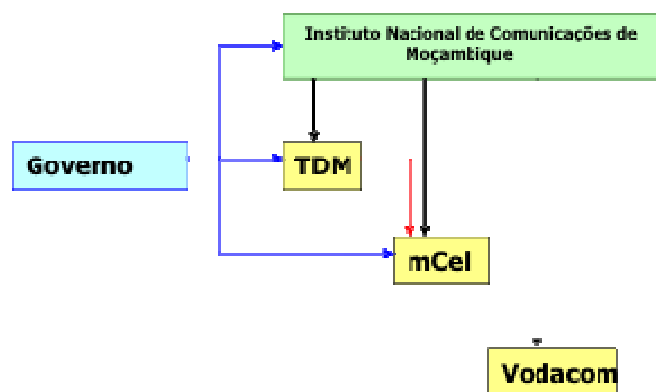 Instituto Nacional de Comunicações de
Moçambique
Governo
TDM
mCel
Vodacom